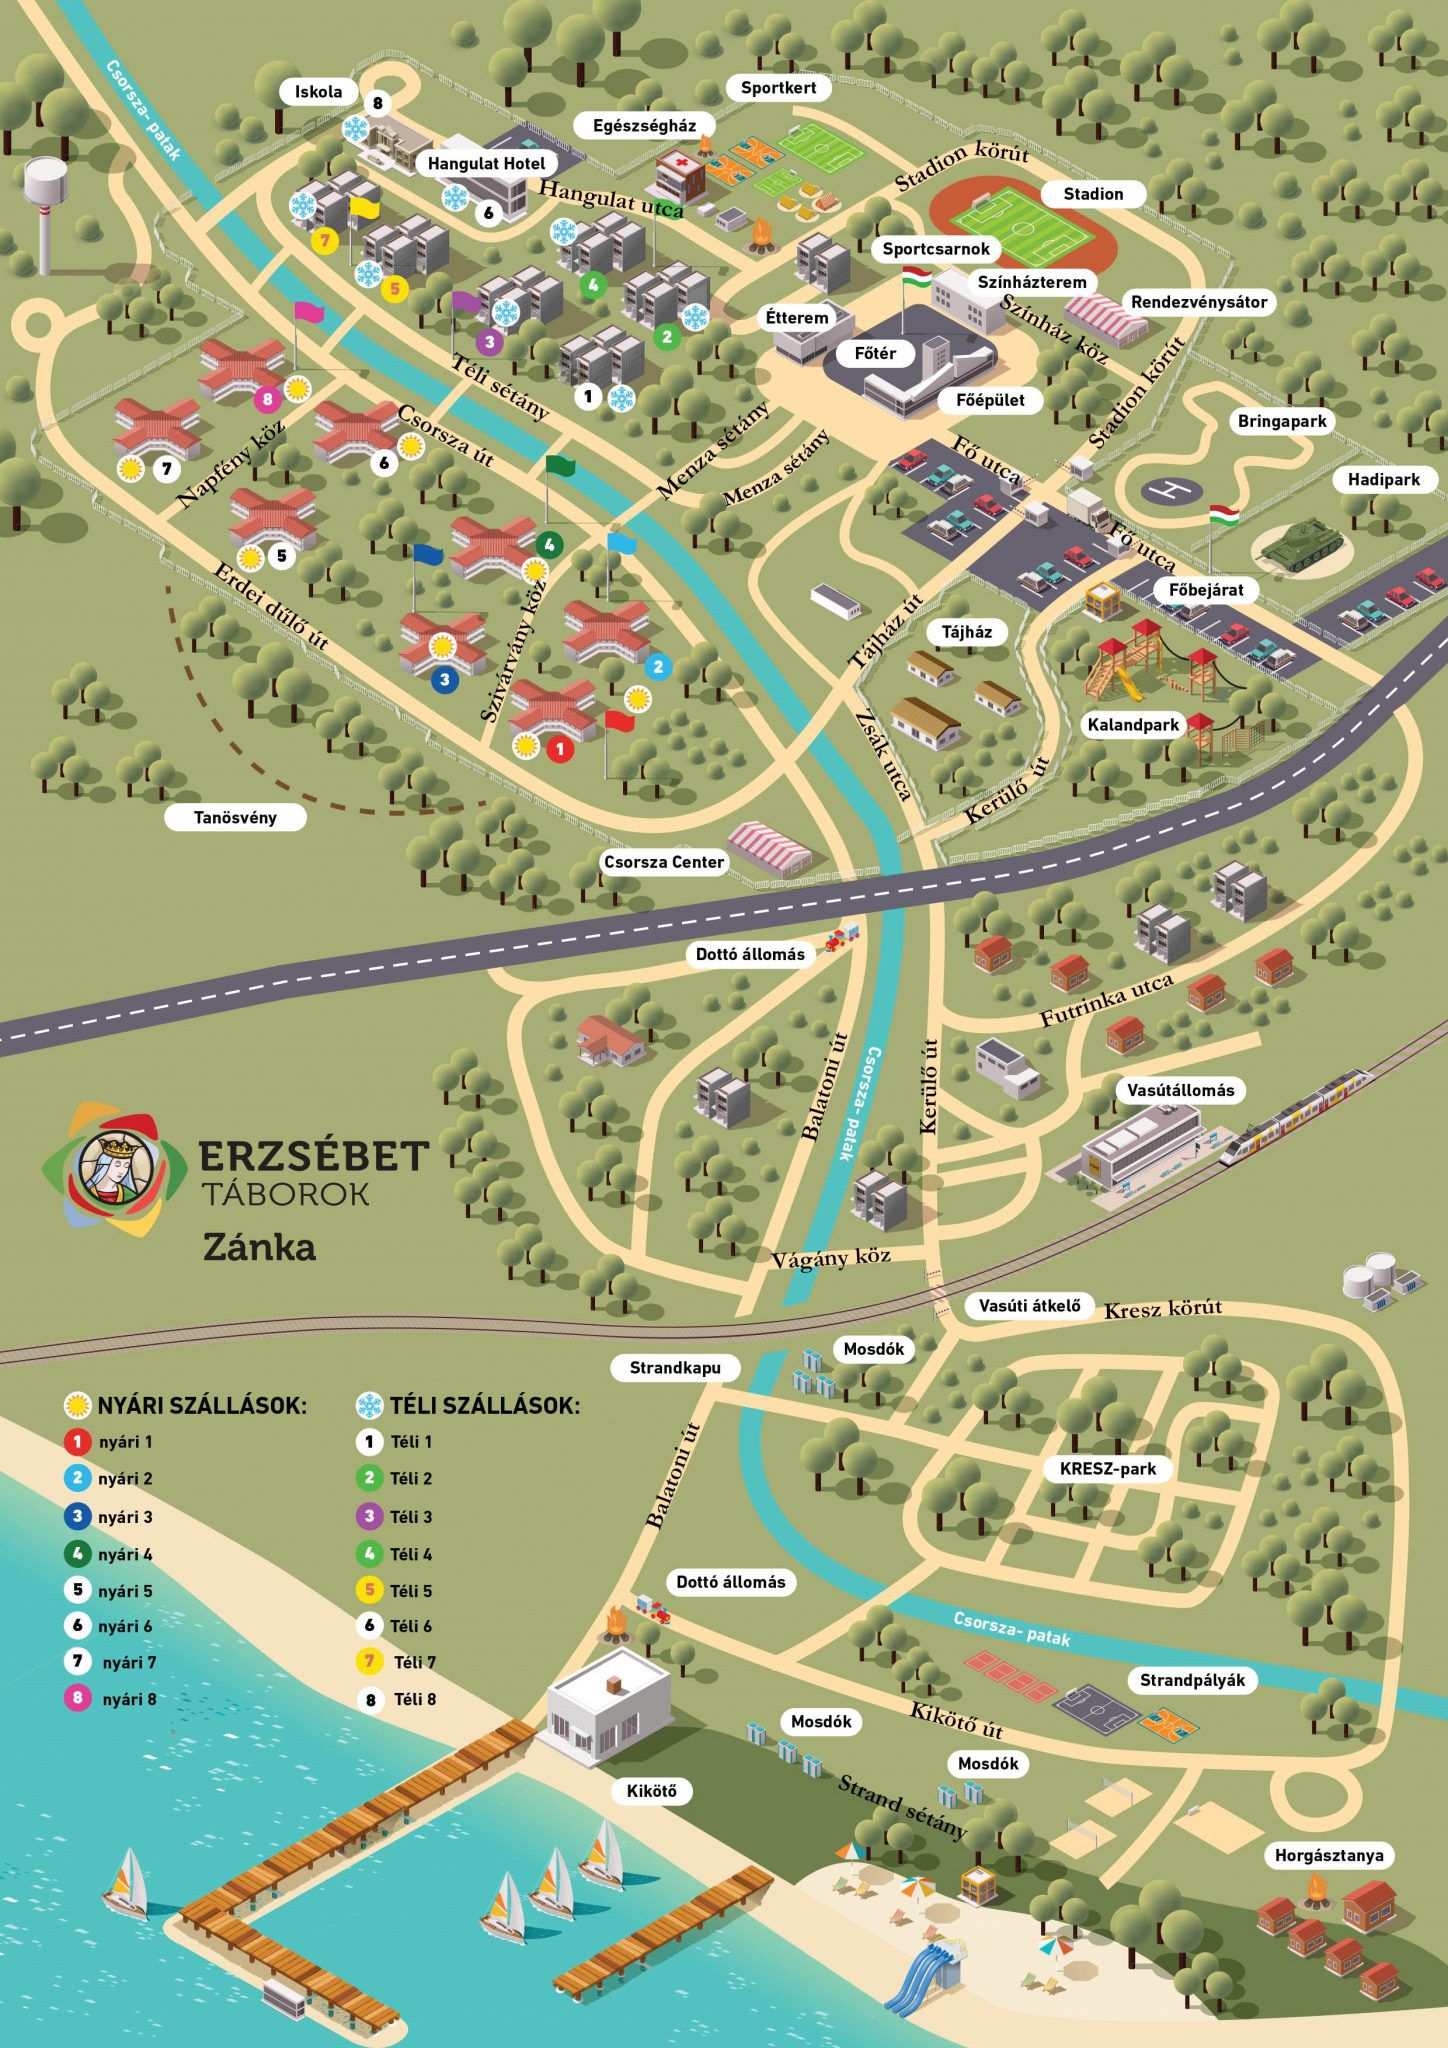 Csorsza- patak
Iskola
8
Sportkert
Egészségház
Hangulat Hotel
6
Hangulat utca
Stadion körút
Stadion
7
5
4
3
2
1
Sportcsarnok
Színházterem
Rendezvénysátor
Színház köz
Étterem
Főtér
Főépület
Stadion körút
Téli sétány
Csorsza út
Menza sétány
Menza sétány
Napfény köz
8
7
6
5
4
3
2
1
Fő utca
Bringapark
Hadipark
H
Fő utca
Főbejárat
Erdei dűlő út
Szivárvány köz
Tájház út
Tájház
Kalandpark
Zsák utca
Kerülő út
Tanösvény
Csorsza Center
Dottó állomás
Futrinka utca
Balatoni út
Csorsza- patak
Kerülő út
Vasútállomás
ERZSÉBET
TÁBOROK
Zánka
Vágány köz
Vasúti átkelő
Kresz körút
Strandkapu
Mosdók
KRESZ-park
Balatoni út
NYÁRI SZÁLLÁSOK:
1 nyári 1
2 nyári 2
3 nyári 3
4 nyári 4
5 nyári 5
6 nyári 6
7 nyári 7
8 nyári 8
TÉLI SZÁLLÁSOK:
1 Téli 1
2 Téli 2
3 Téli 3
4 Téli 4
5 Téli 5
6 Téli 6
7 Téli 7
8 Téli 8
Dottó állomás
Csorsza- patak
Strandpályák
Kikötő út
Mosdók
Mosdók
Kikötő
Strand sétány
Horgásztanya